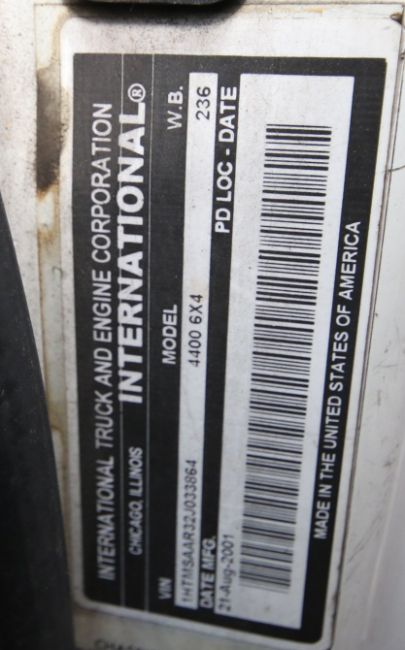 INTERNATIONAL TRUCK AND ENGINE CORPORATION
CHICAGO, ILLINOIS INTERNATIONAL®
VIN MODEL W.B.
1HTMSAAR32J033864 4400 6X4 236
DATE MFG. PD LOC - DATE
21-Aug-2001
MADE IN THE UNITED STATES OF AMERICA